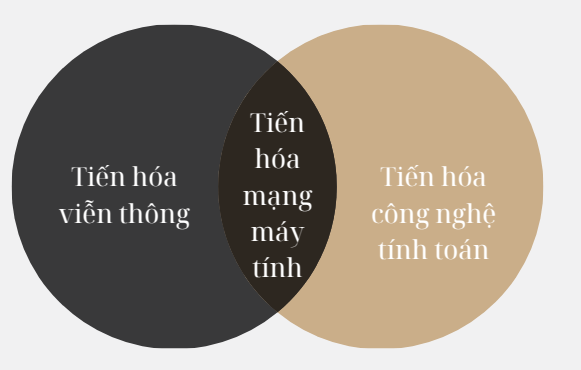 Tiến hóa
viễn thông
Tiến
hóa
mạng
máy
tính
Tiến hóa
công nghệ
tính toán